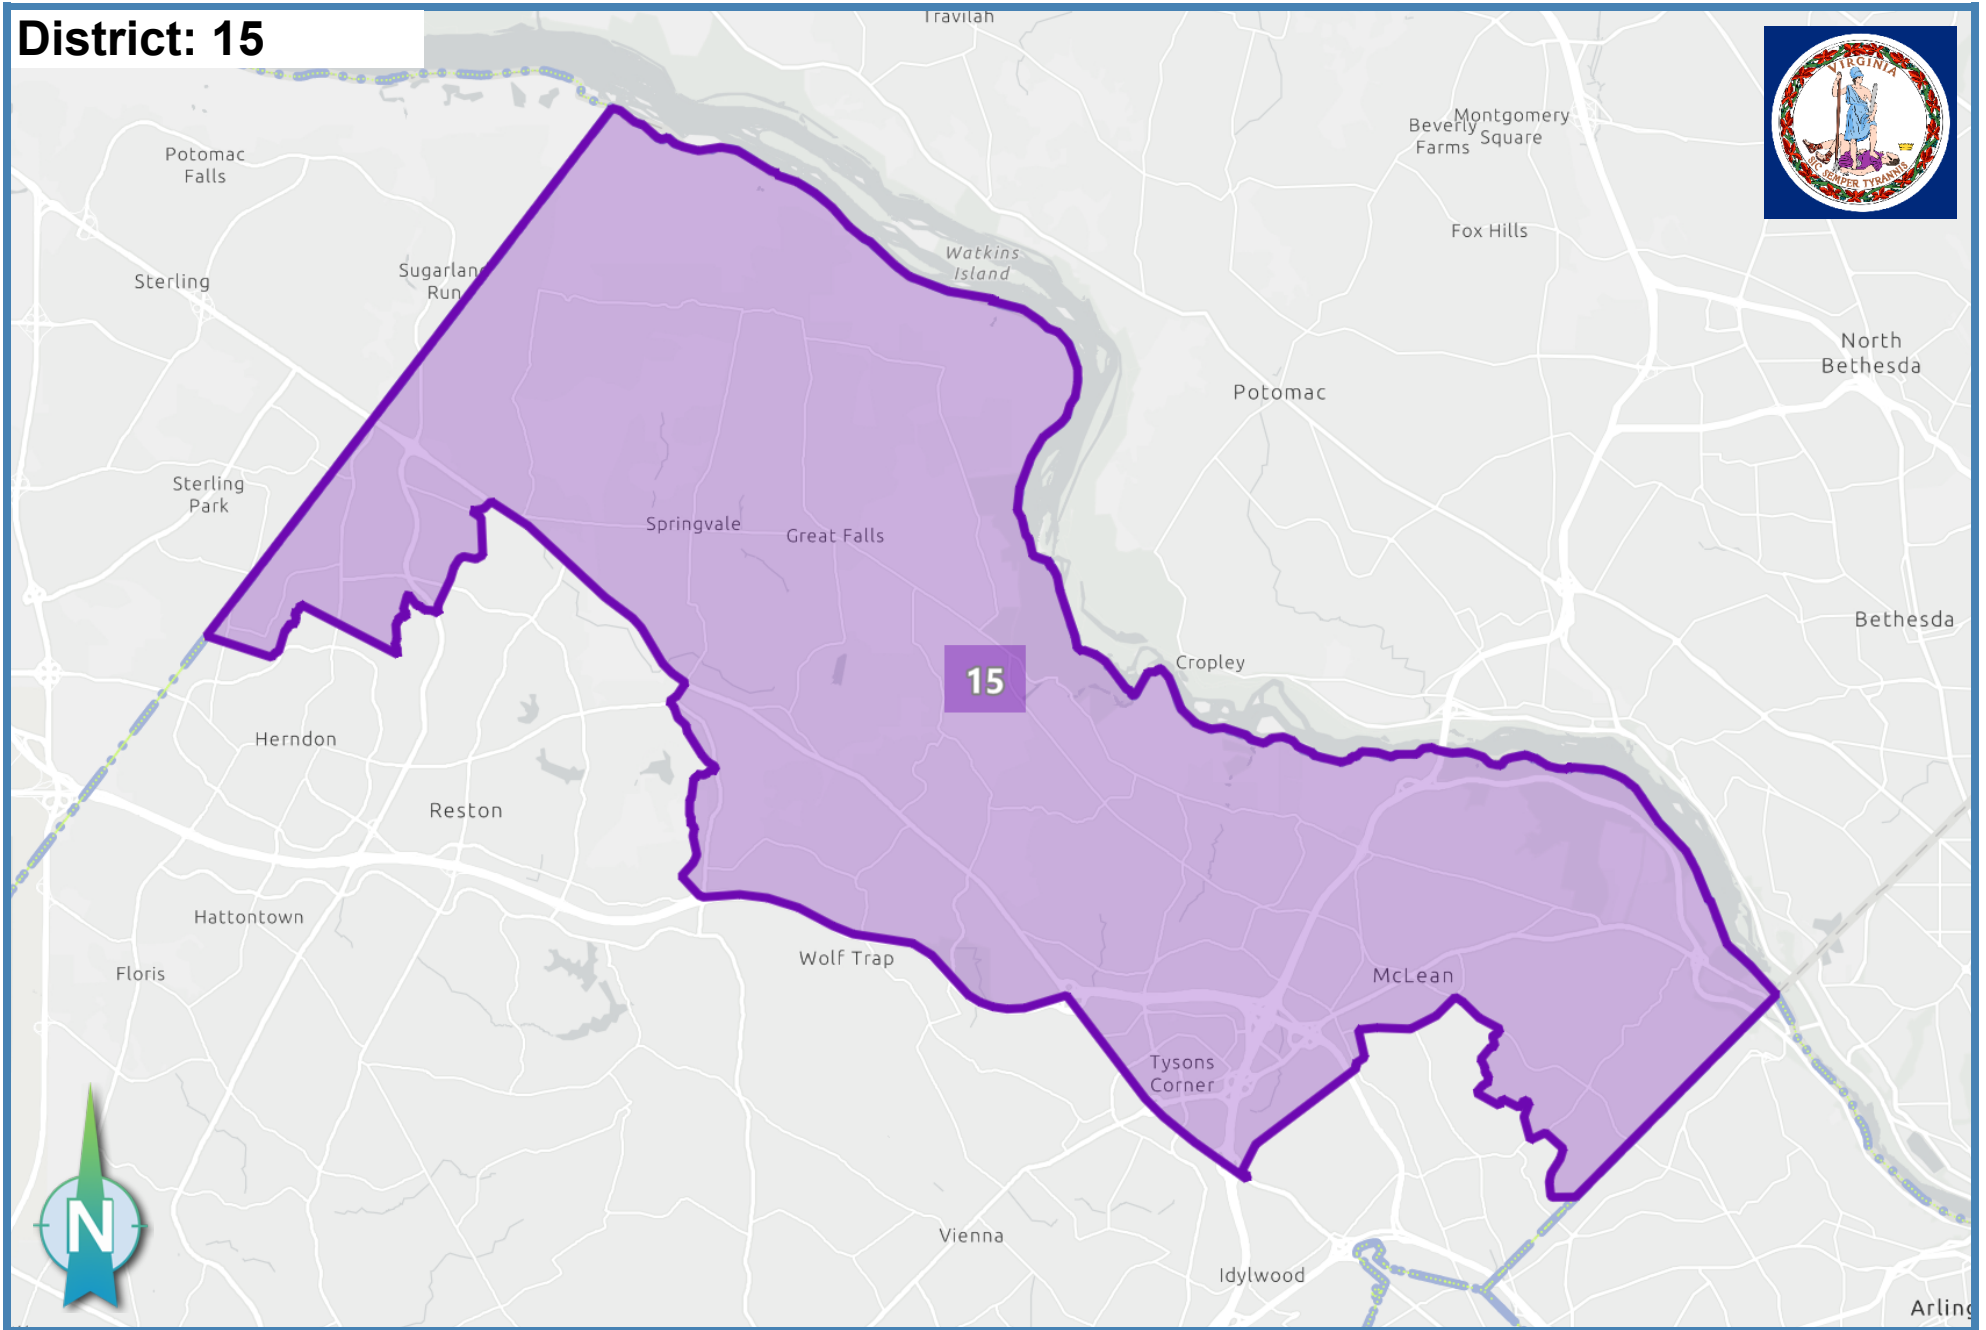 District: 15
Travilah
VIRGINIA
SIC SEMPER TYRANNIS
Montgomery
Square
Beverly
Farms
Potomac
Falls
Fox Hills
Watkins
Island
Sugarlan
Run
Sterling
North
Bethesda
Potomac
Sterling
Park
Springvale
Great Falls
Bethesda
Cropley
15
Herndon
Reston
Hattontown
Wolf Trap
Floris
McLean
Tysons
Corner
N
Vienna
Idylwood
Arling